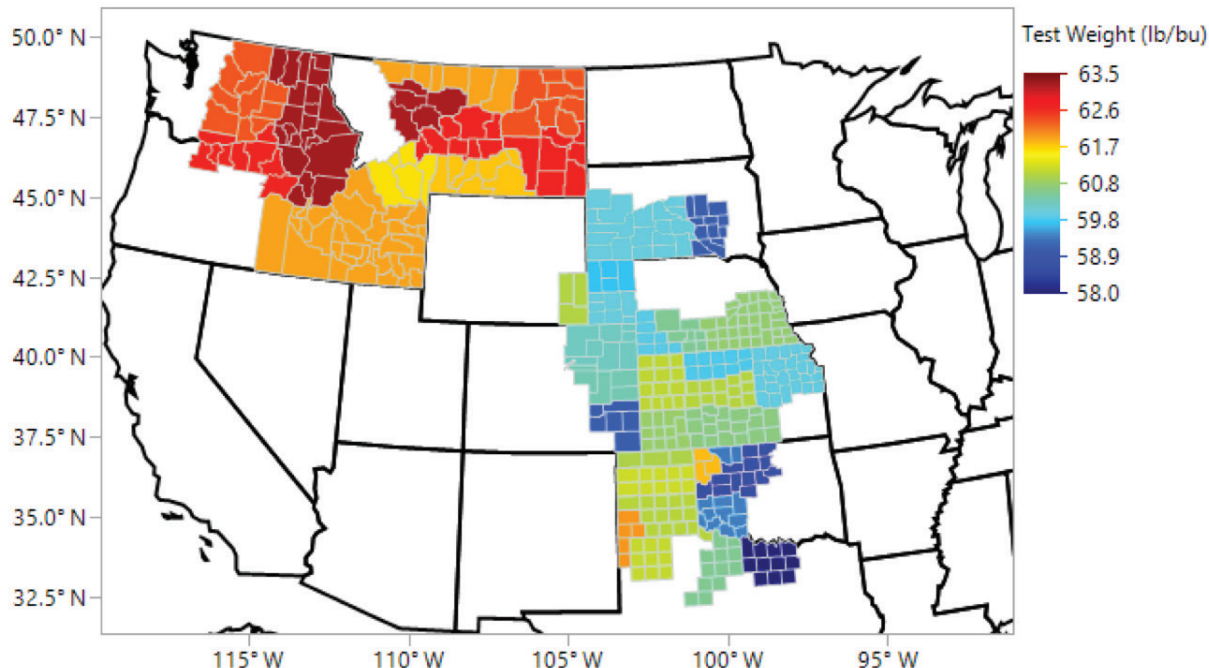 Test Weight (lb/bu)
63.5
62.6
61.7
60.8
59.8
58.9
58.0
50.0° N
47.5° N
45.0° N
42.5° N
40.0° N
37.5° N
35.0° N
32.5° N
115° W
110° W
105° W
100° W
95° W